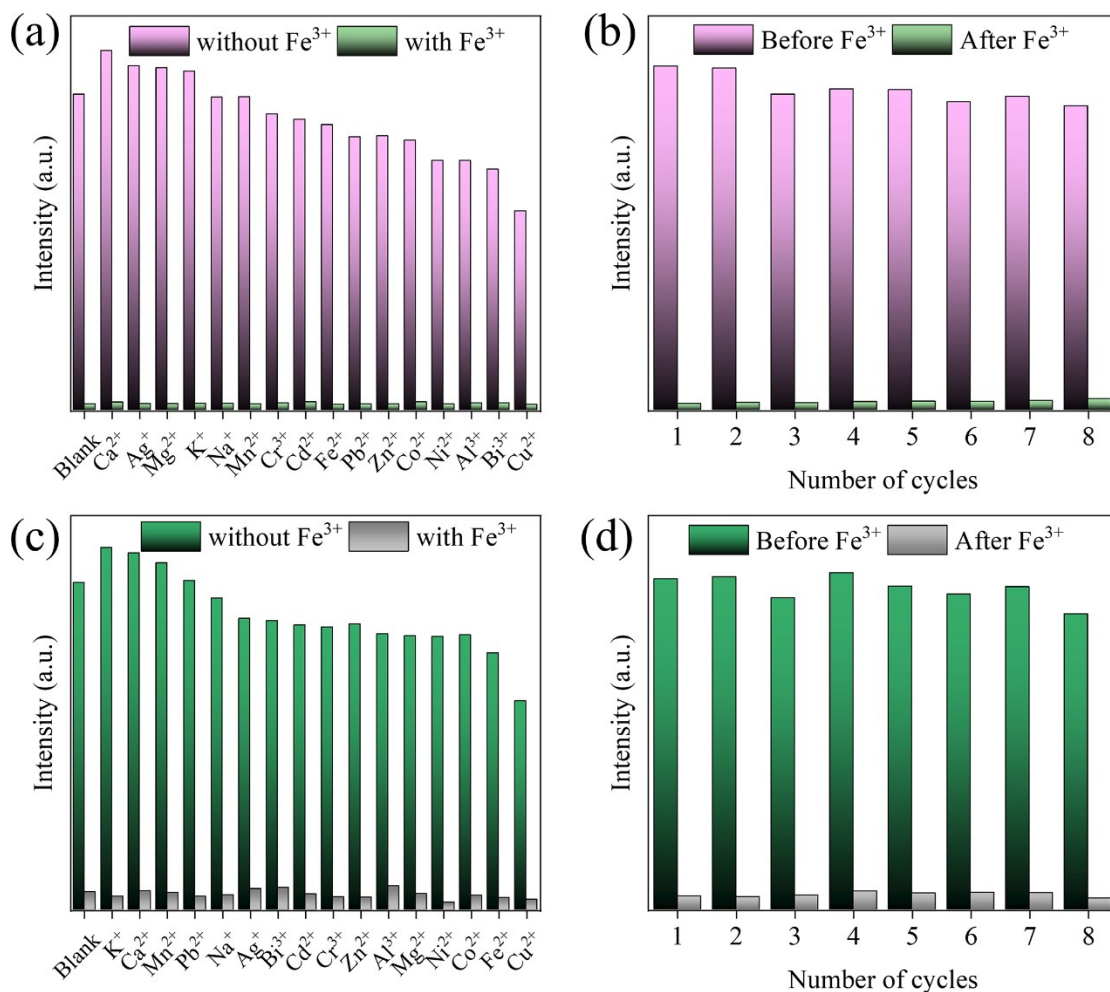 (a)
without Fe³⁺ with Fe³⁺
Intensity (a.u.)
Blank Ca²⁺ Ag⁺ Mg²⁺ K⁺ Na⁺ Mn²⁺ Cr³⁺ Cd²⁺ Fe²⁺ Pb²⁺ Zn²⁺ Co²⁺ Ni²⁺ Al³⁺ Bi³⁺ Cu²⁺
(b)
Before Fe³⁺ After Fe³⁺
Intensity (a.u.)
1 2 3 4 5 6 7 8
Number of cycles
(c)
without Fe³⁺ with Fe³⁺
Intensity (a.u.)
Blank K⁺ Ca²⁺ Mn²⁺ Pb²⁺ Na⁺ Ag⁺ Bi³⁺ Cd²⁺ Cr³⁺ Zn²⁺ Al³⁺ Mg²⁺ Ni²⁺ Co²⁺ Fe²⁺ Cu²⁺
(d)
Before Fe³⁺ After Fe³⁺
Intensity (a.u.)
1 2 3 4 5 6 7 8
Number of cycles